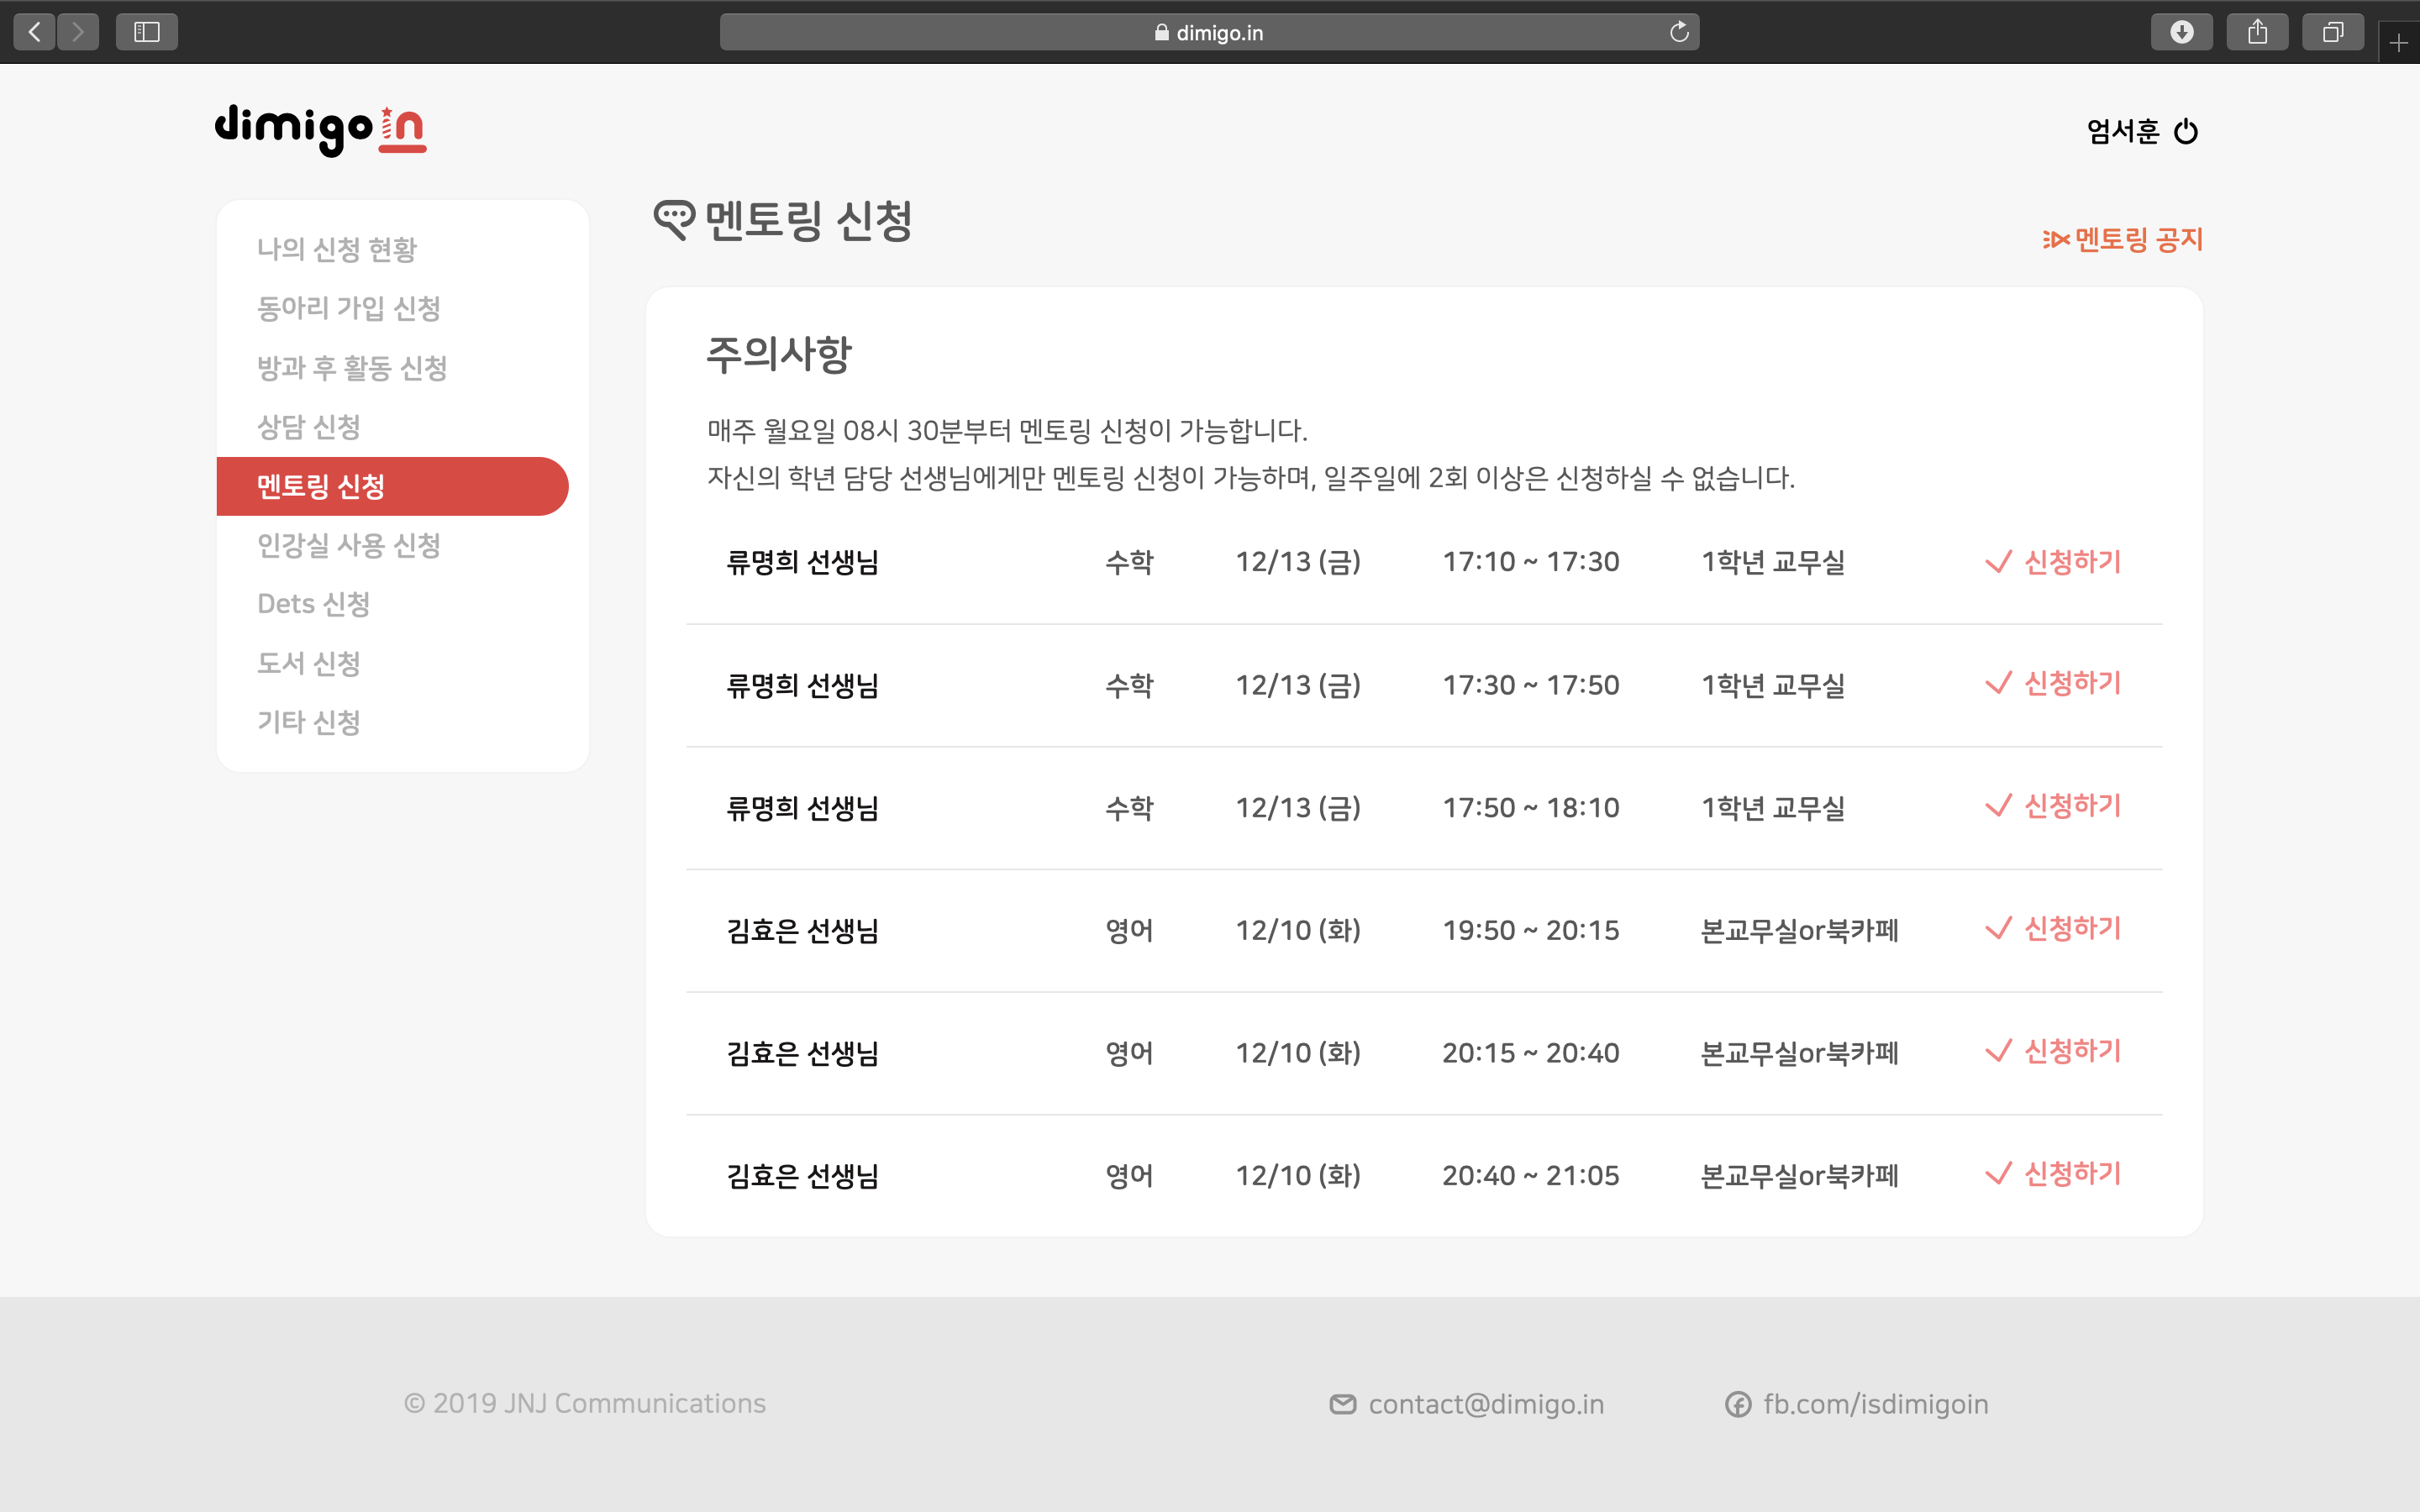 dimigo.in
dimigoin
엄서훈
나의 신청 현황
동아리 가입 신청
방과 후 활동 신청
상담 신청
멘토링 신청
인강실 사용 신청
Dets 신청
도서 신청
기타 신청
멘토링 신청
멘토링 공지
주의사항
매주 월요일 08시 30분부터 멘토링 신청이 가능합니다.
자신의 학년 담당 선생님에게만 멘토링 신청이 가능하며, 일주일에 2회 이상은 신청하실 수 없습니다.
류명희 선생님 수학 12/13 (금) 17:10 ~ 17:30 1학년 교무실 신청하기
류명희 선생님 수학 12/13 (금) 17:30 ~ 17:50 1학년 교무실 신청하기
류명희 선생님 수학 12/13 (금) 17:50 ~ 18:10 1학년 교무실 신청하기
김효은 선생님 영어 12/10 (화) 19:50 ~ 20:15 본교무실or북카페 신청하기
김효은 선생님 영어 12/10 (화) 20:15 ~ 20:40 본교무실or북카페 신청하기
김효은 선생님 영어 12/10 (화) 20:40 ~ 21:05 본교무실or북카페 신청하기
© 2019 JNJ Communications contact@dimigo.in fb.com/isdimigoin